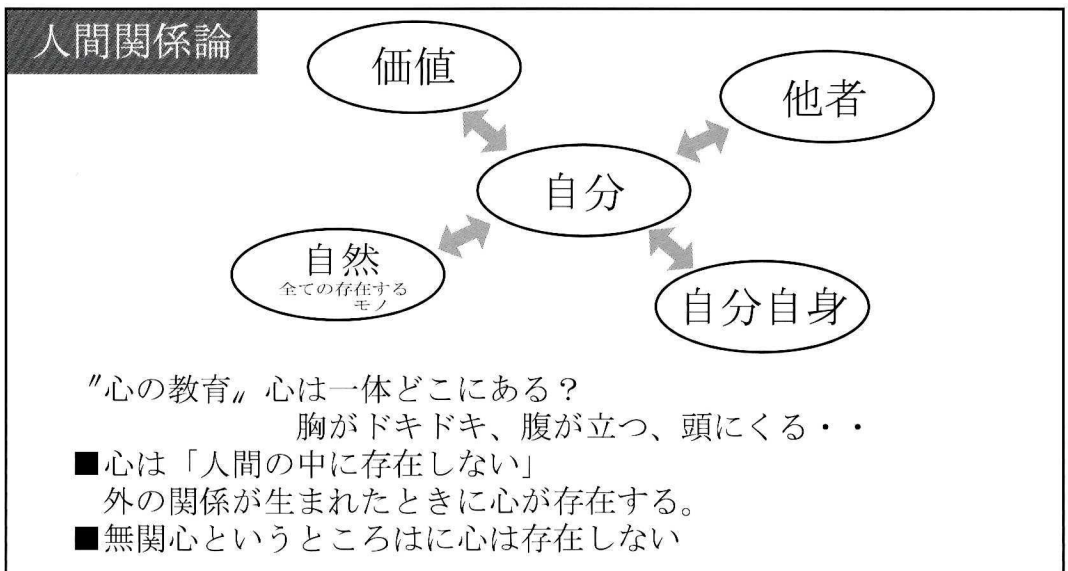 人間関係論
価値
他者
自分
自然
全ての存在する
モノ
自分自身
〝心の教育〟心は一体どこにある？
胸がドキドキ、腹が立つ、頭にくる・・
■心は「人間の中に存在しない」
外の関係が生まれたときに心が存在する。
■無関心というところはに心は存在しない